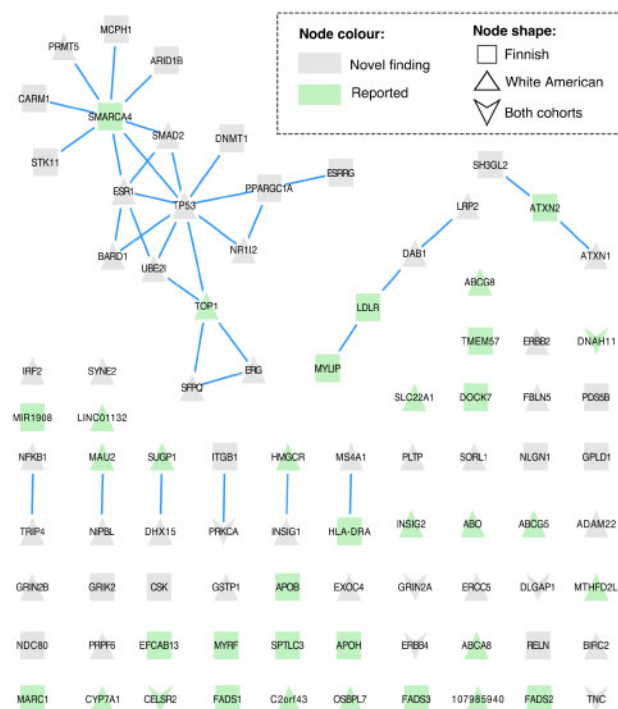 MCPH1
PRMT5
ARID1B
CARM1
SMARCA4
SMAD2
DNMT1
STK11
ESRRG
PPARGC1A
ESR1
TP53
BARD1
UBE2I
NR1I2
TOP1
SFPQ
ERG
Node colour:
Novel finding
Reported
Node shape:
Finnish
White American
Both cohorts
SH3GL2
LRP2
ATXN2
DAB1
ATXN1
ABCG8
LDLR
MYLIP
TMEM57 ERBB2 DNAH11
IRF2 SYNE2
SLC22A1 DOCK7 FBLN5 PDS5B
MIR1908 LINC01132
NFKB1 MAU2 SUGP1 ITGB1 HMGCR MS4A1 PLTP SORL1 NLGN1 GPLD1
TRIP4 NIPBL DHX15 PRKCA INSIG1 HLA-DRA INSIG2 ABO ABCG5 ADAM22
GRIN2B GRIK2 CSK GSTP1 APOB EXOC4 GRIN2A ERCC5 DLGAP1 MTHFD2L
NDC80 PRPF6 EFCAB13 MYRF SPTLC3 APOH ERBB4 ABCA8 RELN BIRC2
MARC1 CYP7A1 CELSR2 FADS1 C2orf43 OSBPL7 FADS3 107985940 FADS2 TNC